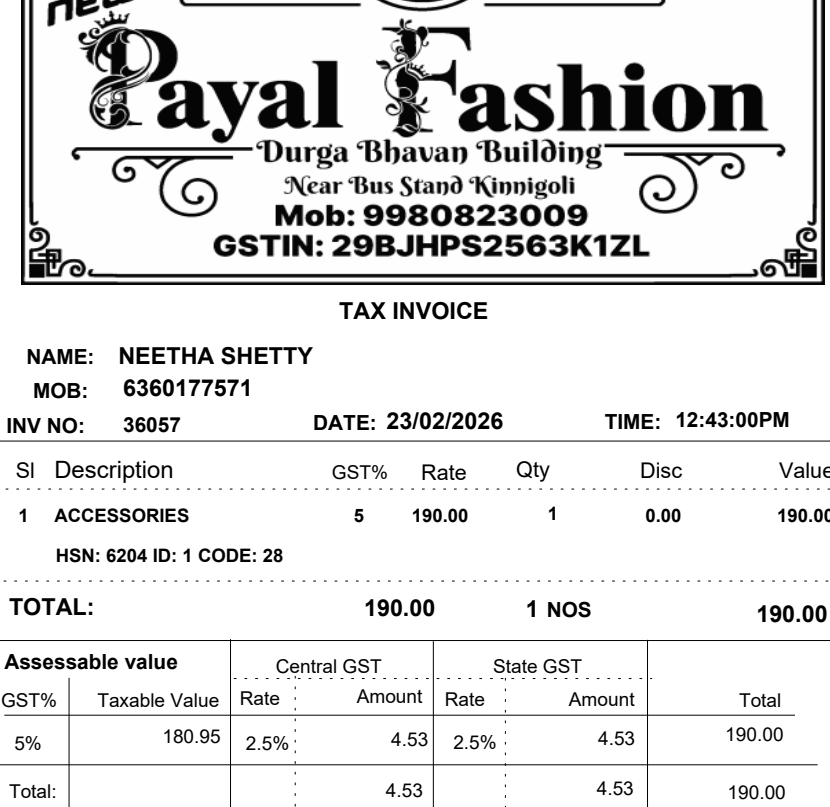 new
Payal Fashion
Durga Bhavan Building
Near Bus Stand Kinnigoli
Mob: 9980823009
GSTIN: 29BJHPS2563K1ZL
TAX INVOICE
NAME: NEETHA SHETTY
MOB: 6360177571
INV NO: 36057 DATE: 23/02/2026 TIME: 12:43:00PM
Sl Description GST% Rate Qty Disc Value
1 ACCESSORIES 5 190.00 1 0.00 190.00
HSN: 6204 ID: 1 CODE: 28
TOTAL: 190.00 1 NOS 190.00
Assessable value Central GST State GST
GST% Taxable Value Rate Amount Rate Amount Total
5% 180.95 2.5% 4.53 2.5% 4.53 190.00
Total: 4.53 4.53 190.00